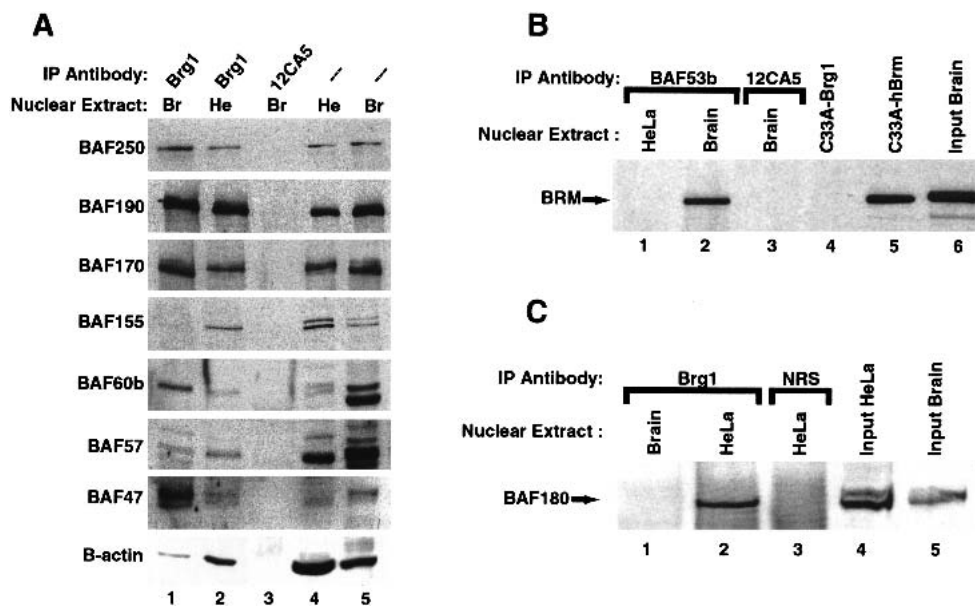 A
IP Antibody: Brg1 Brg1 12CA5 --- ---
Nuclear Extract: Br He Br He Br
BAF250
BAF190
BAF170
BAF155
BAF60b
BAF57
BAF47
B-actin
1 2 3 4 5
B
IP Antibody: BAF53b 12CA5
Nuclear Extract : HeLa Brain Brain C33A-Brg1 C33A-hBrm Input Brain
BRM
1 2 3 4 5 6
C
IP Antibody: Brg1 NRS
Nuclear Extract : Brain HeLa HeLa Input HeLa Input Brain
BAF180
1 2 3 4 5